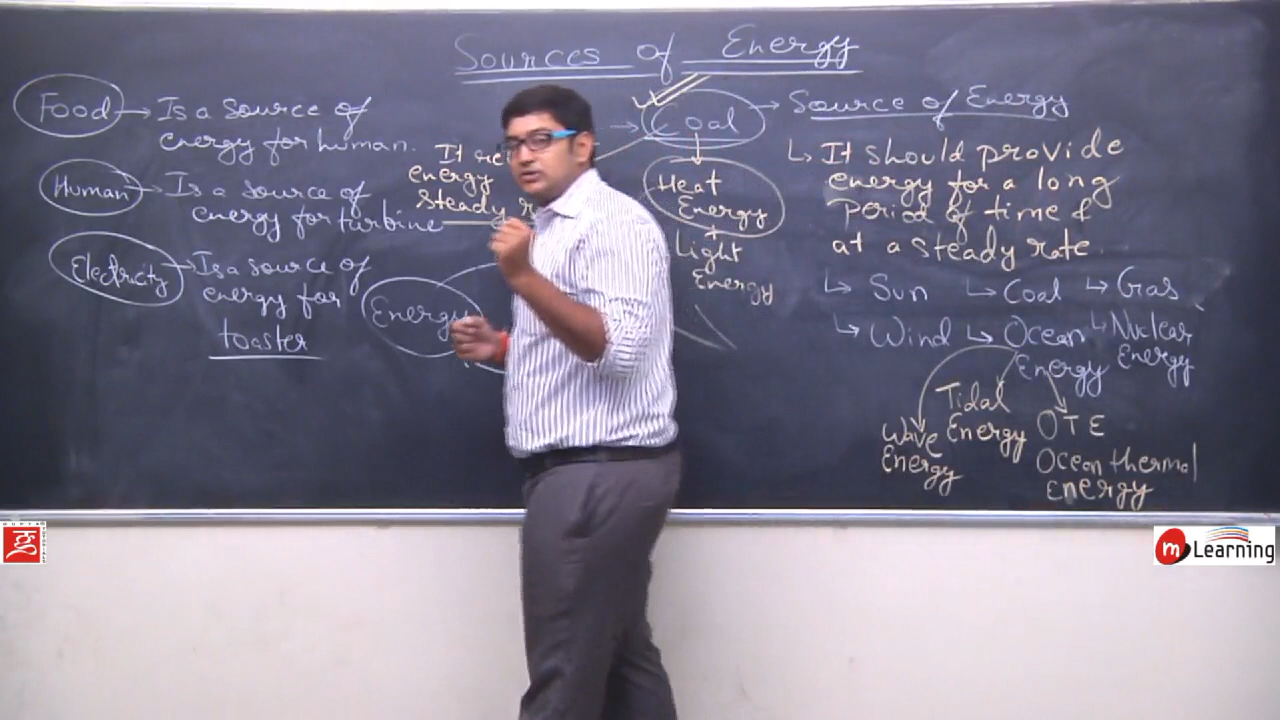 Sources of Energy
Food → Is a source of
energy for human.
Human → Is a source of
energy for turbine
Electricity → Is a source of
energy for
toaster
It re
energy
steady r
Energy
→ Coal → Source of Energy
Heat
Energy
+
Light
Energy
↳ It should provide
energy for a long
period of time &
at a steady rate.
↳ Sun ↳ Coal ↳ Gas
↳ Wind ↳ Ocean Energy ↳ Nuclear Energy
Wave
Energy
Tidal
Energy
OTE
Ocean thermal
Energy
GUPTA TUTORIALS
m Learning